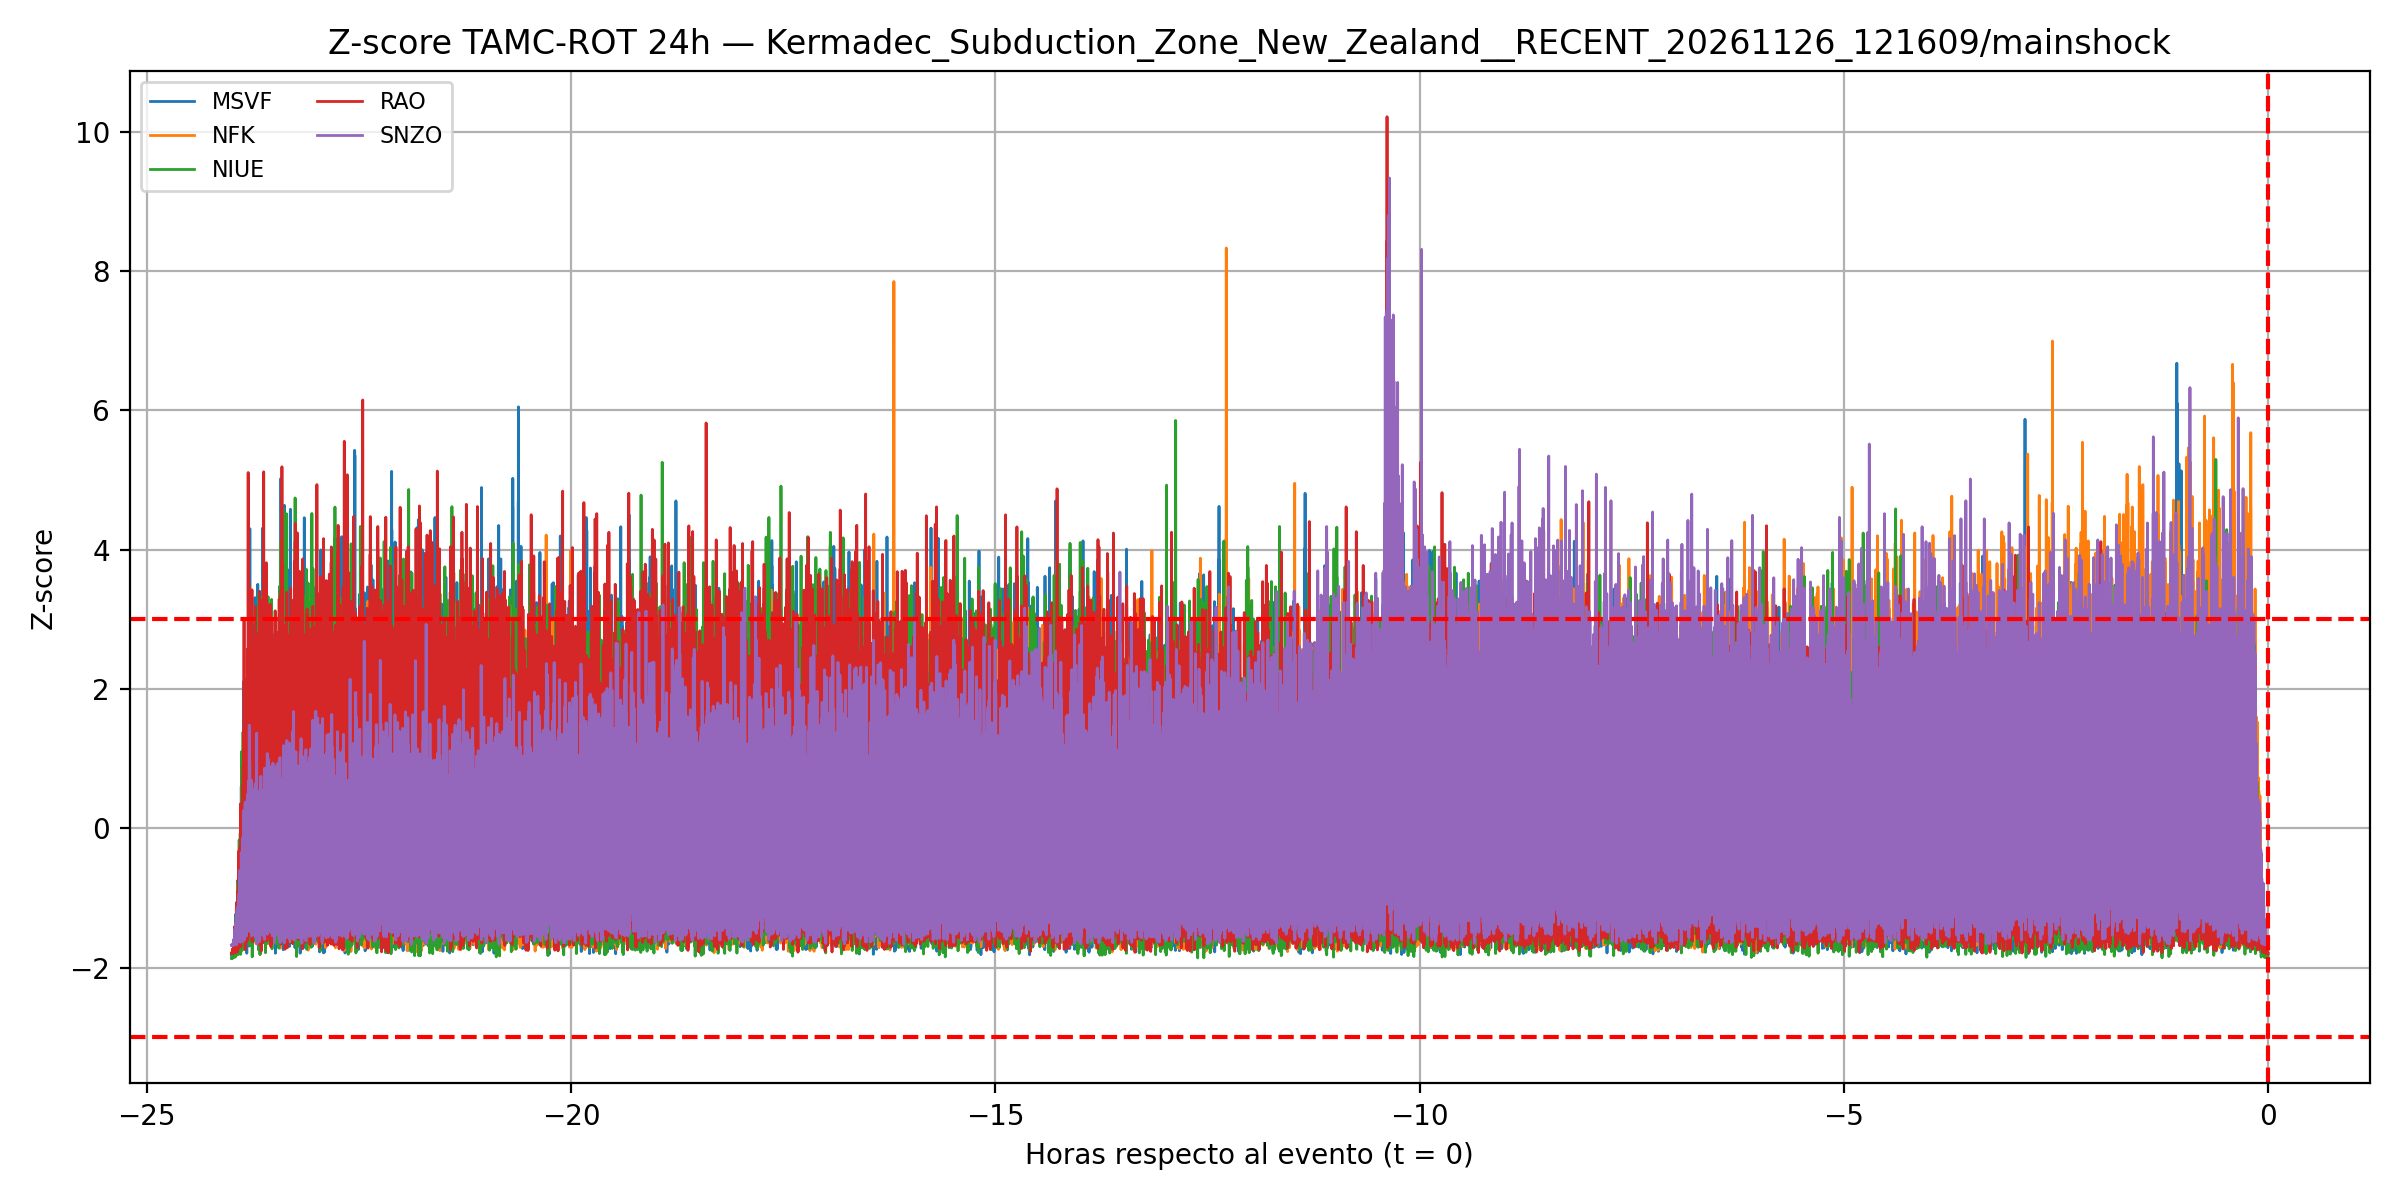 Z-score TAMC-ROT 24h — Kermadec_Subduction_Zone_New_Zealand__RECENT_20261126_121609/mainshock
MSVF RAO
NFK SNZO
NIUE
10
8
6
4
2
0
−2
Z-score
−25 −20 −15 −10 −5 0
Horas respecto al evento (t = 0)